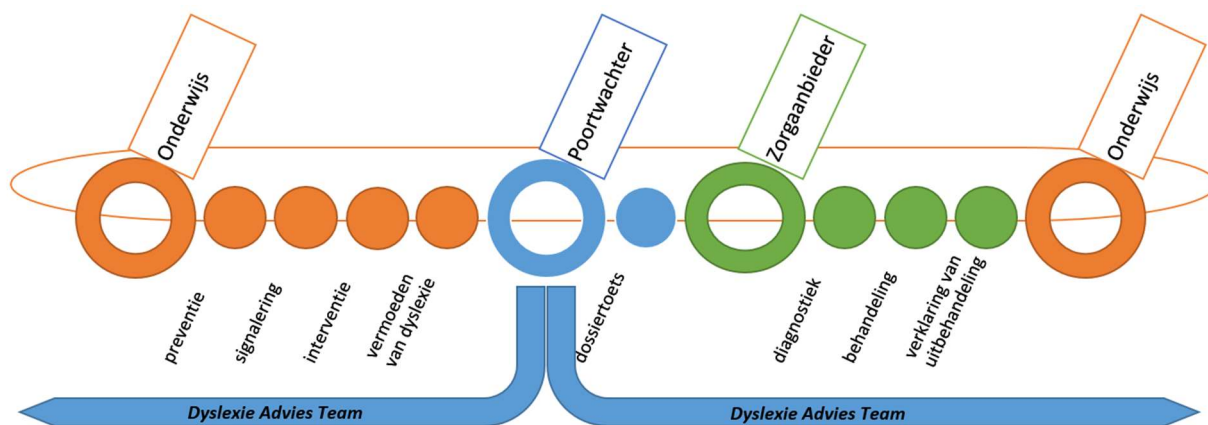 Onderwijs
Poortwachter
Zorgaanbieder
Onderwijs
preventie
signalering
interventie
vermoeden
van dyslexie
dossiertoets
diagnostiek
behandeling
verklaring van
uitbehandeling
Dyslexie Advies Team
Dyslexie Advies Team